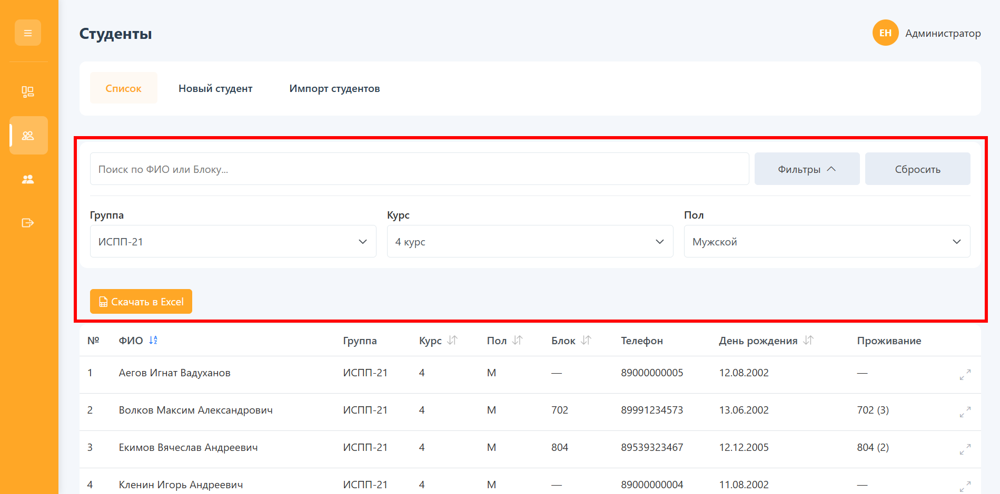 Студенты
ЕН Администратор
Список Новый студент Импорт студентов
Поиск по ФИО или Блоку... Фильтры Сбросить
Группа Курс Пол
ИСПП-21 4 курс Мужской
Скачать в Excel
№ ФИО Группа Курс Пол Блок Телефон День рождения Проживание
1 Аегов Игнат Вадуханов ИСПП-21 4 М — 89000000005 12.08.2002 —
2 Волков Максим Александрович ИСПП-21 4 М 702 89991234573 13.06.2002 702 (3)
3 Екимов Вячеслав Андреевич ИСПП-21 4 М 804 89539323467 12.12.2005 804 (2)
4 Кленин Игорь Андреевич ИСПП-21 4 М — 89000000004 11.08.2002 —